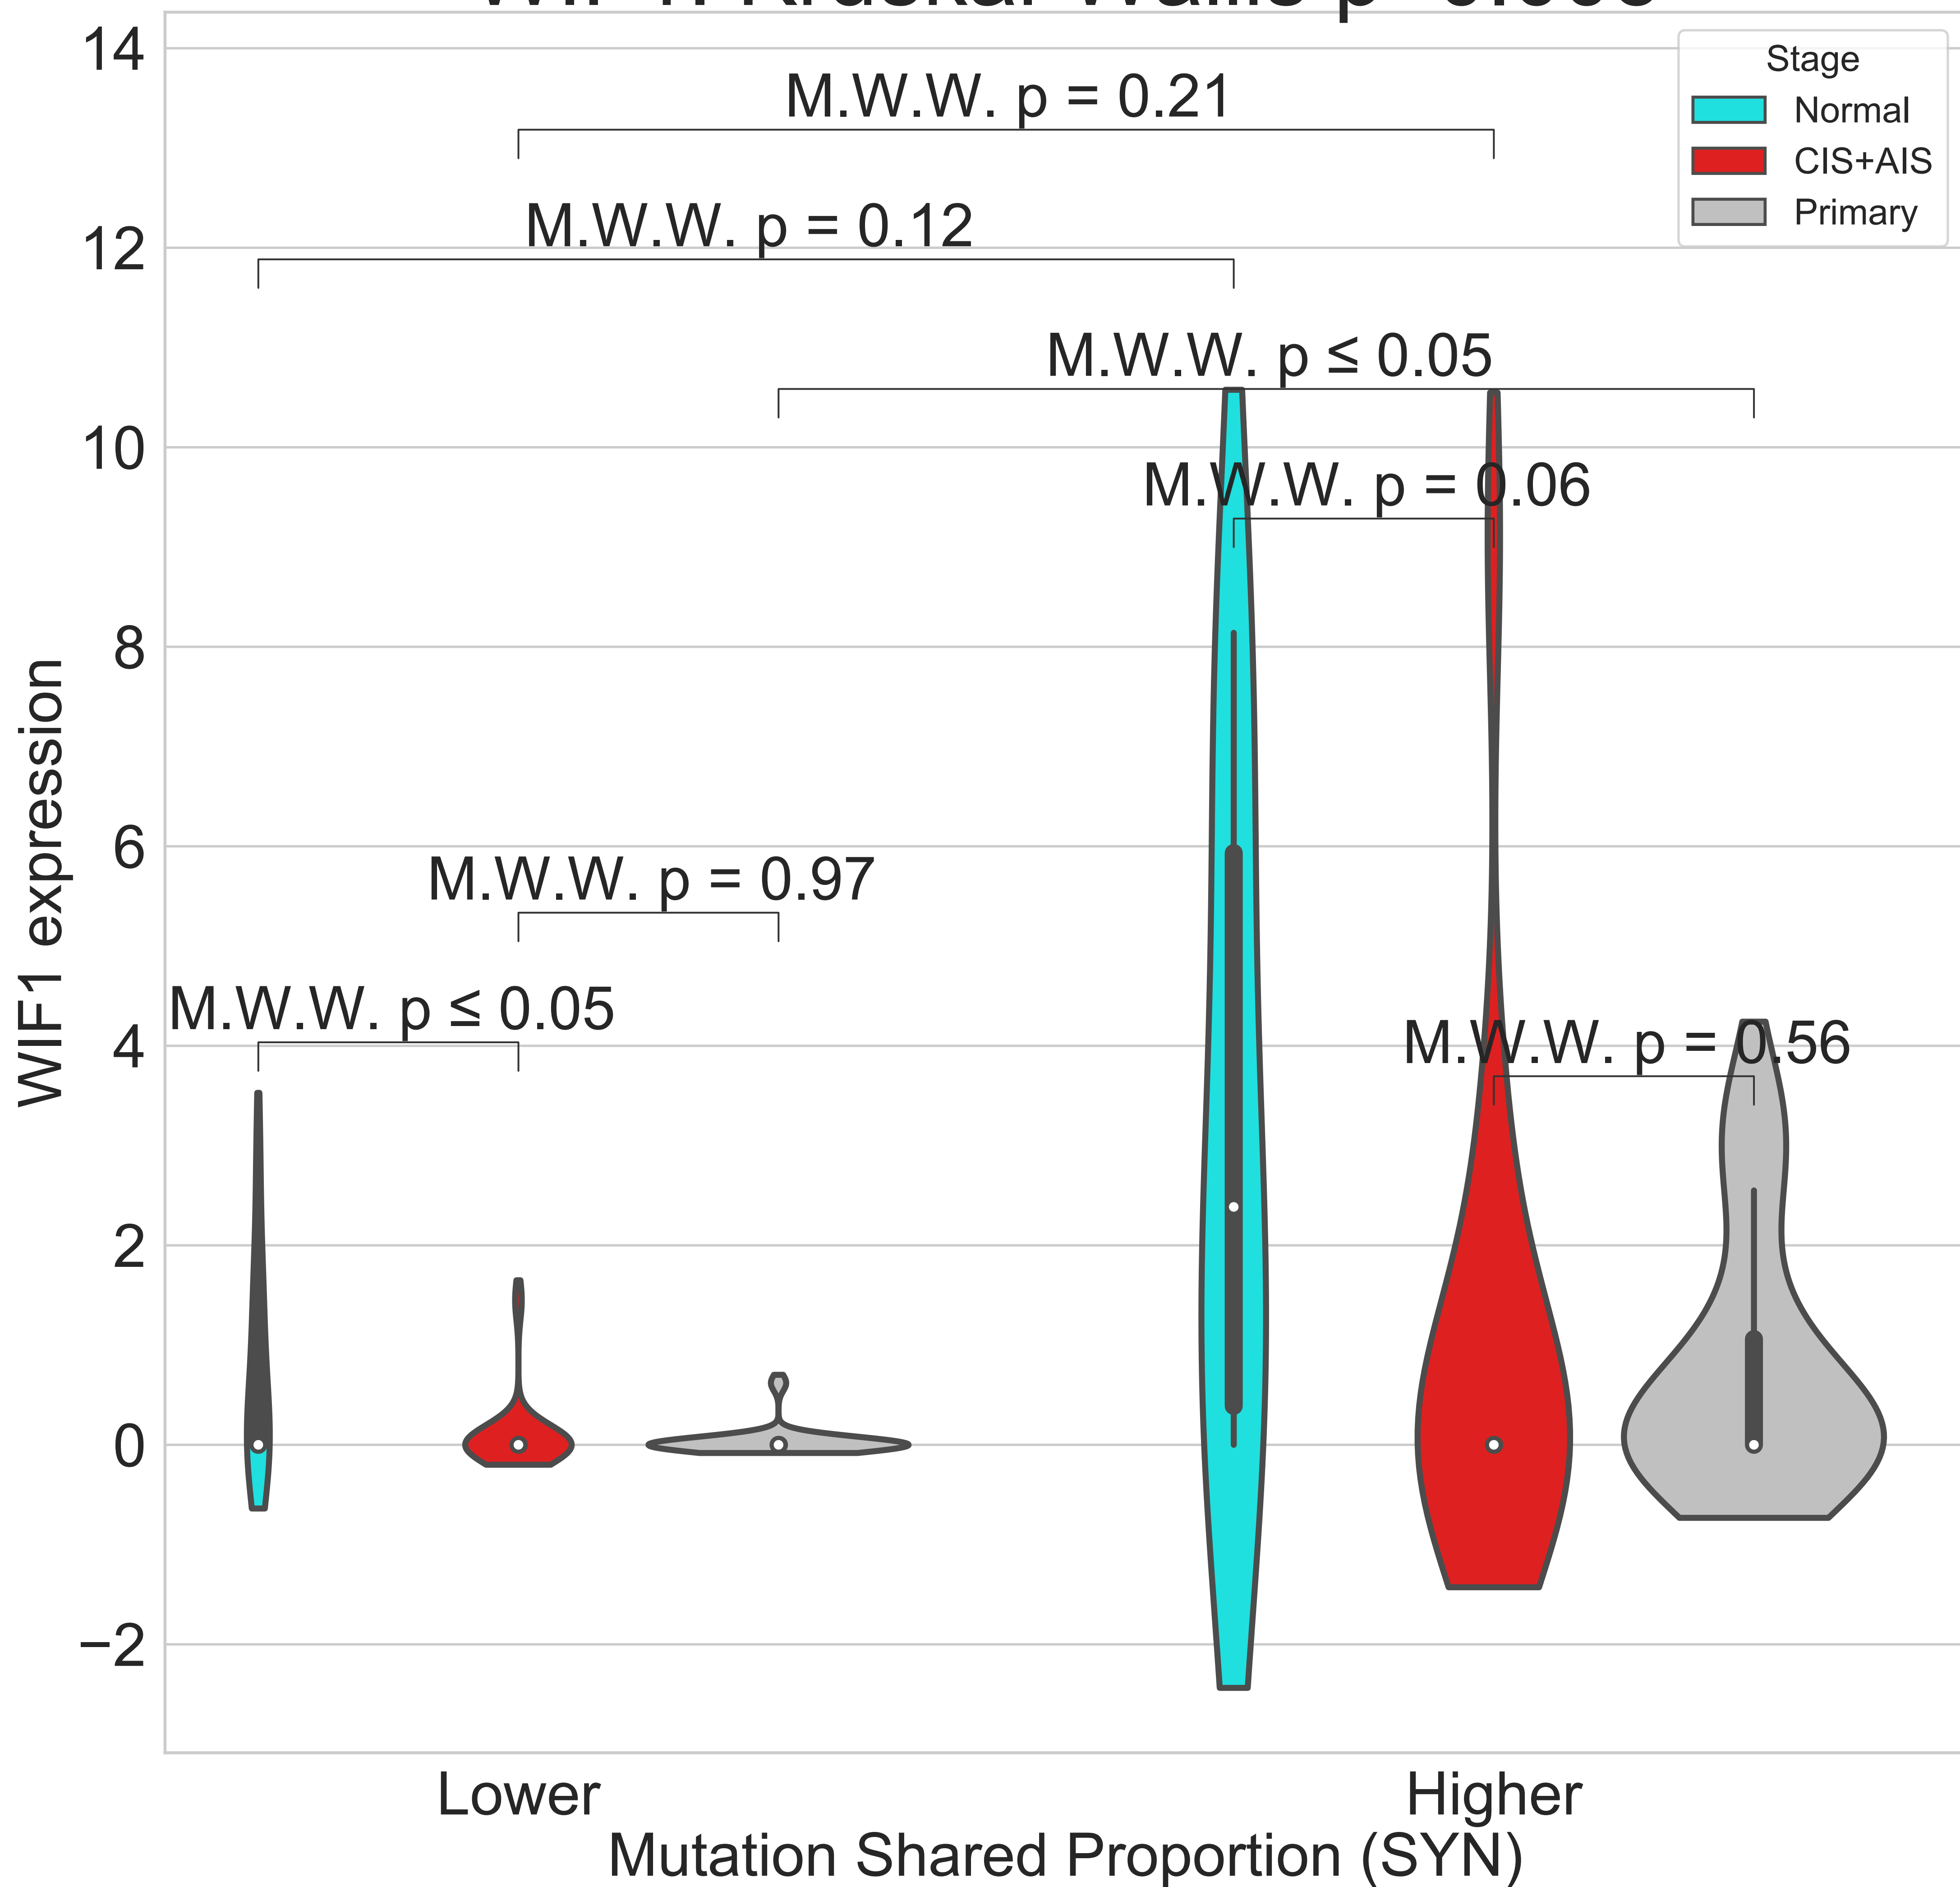 14
12
10
8
6
4
2
0
−2
WIF1 expression
Stage
Normal
CIS+AIS
Primary
M.W.W. p = 0.21
M.W.W. p = 0.12
M.W.W. p ≤ 0.05
M.W.W. p = 0.06
M.W.W. p = 0.97
M.W.W. p ≤ 0.05
M.W.W. p = 0.56
Lower
Higher
Mutation Shared Proportion (SYN)